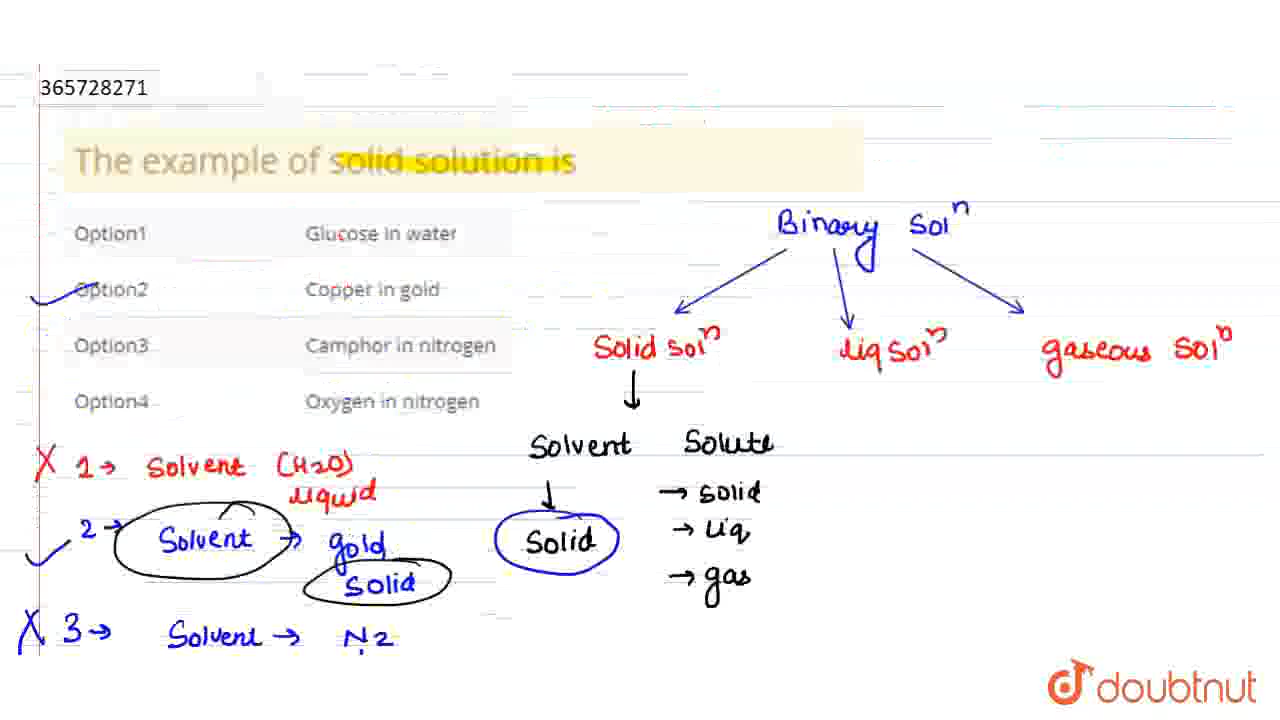 365728271
The example of solid solution is
Option1 Glucose in water
Option2 Copper in gold
Option3 Camphor in nitrogen
Option4 Oxygen in nitrogen
Binary Solⁿ
Solid Solⁿ liq Solⁿ gaseous Solⁿ
Solvent Solute
Solid
→ solid
→ liq
→ gas
X 1 → Solvent (H2O)
liquid
2 → Solvent → gold
Solid
X 3 → Solvent → N2
doubtnut